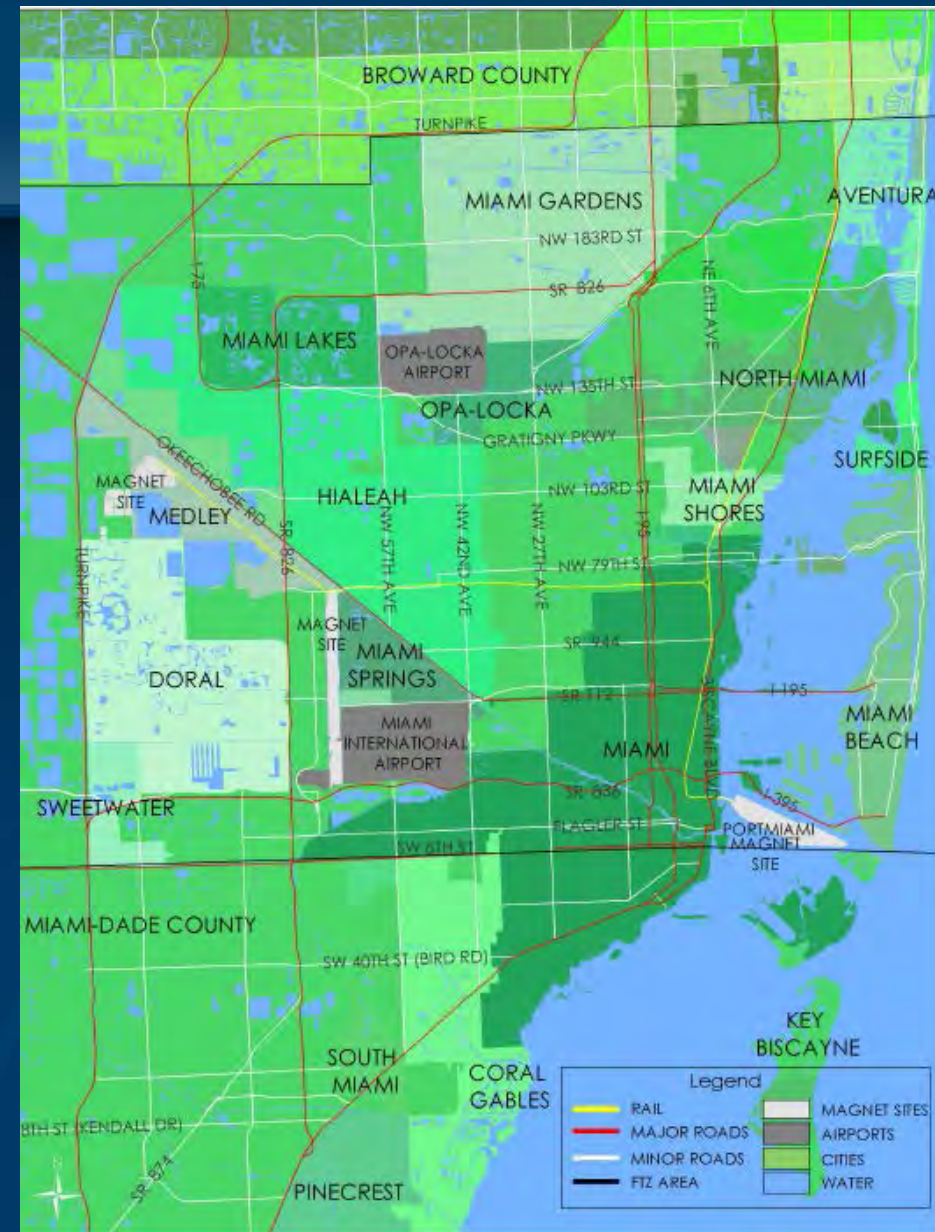 BROWARD COUNTY
TURNPIKE
MIAMI GARDENS
AVENTURA
NW 183RD ST
I-75
NE 6TH AVE
SR 826
MIAMI LAKES
OPA-LOCKA
AIRPORT
NW 135TH ST
NORTH MIAMI
OPA-LOCKA
GRATIGNY PKWY
OKEECHOBEE RD
SURFSIDE
MAGNET
SITE
MEDLEY
HIALEAH
NW 103RD ST
MIAMI
SHORES
I-95
SR 826
NW 57TH AVE
NW 42ND AVE
NW 27TH AVE
TURNPIKE
NW 79TH ST
MAGNET
SITE
MIAMI
SPRINGS
SR 944
DORAL
SR 112
I-195
BISCAYNE BLVD
MIAMI
INTERNATIONAL
AIRPORT
MIAMI
MIAMI
BEACH
SWEETWATER
SR 836
I-395
FLAGLER ST
PORTMIAMI
MAGNET
SITE
SW 8TH ST
MIAMI-DADE COUNTY
SW 40TH ST (BIRD RD)
KEY
BISCAYNE
SOUTH
MIAMI
CORAL
GABLES
8TH ST (KENDALL DR)
SR 874
PINECREST
Legend
RAIL
MAJOR ROADS
MINOR ROADS
FTZ AREA
MAGNET SITES
AIRPORTS
CITIES
WATER